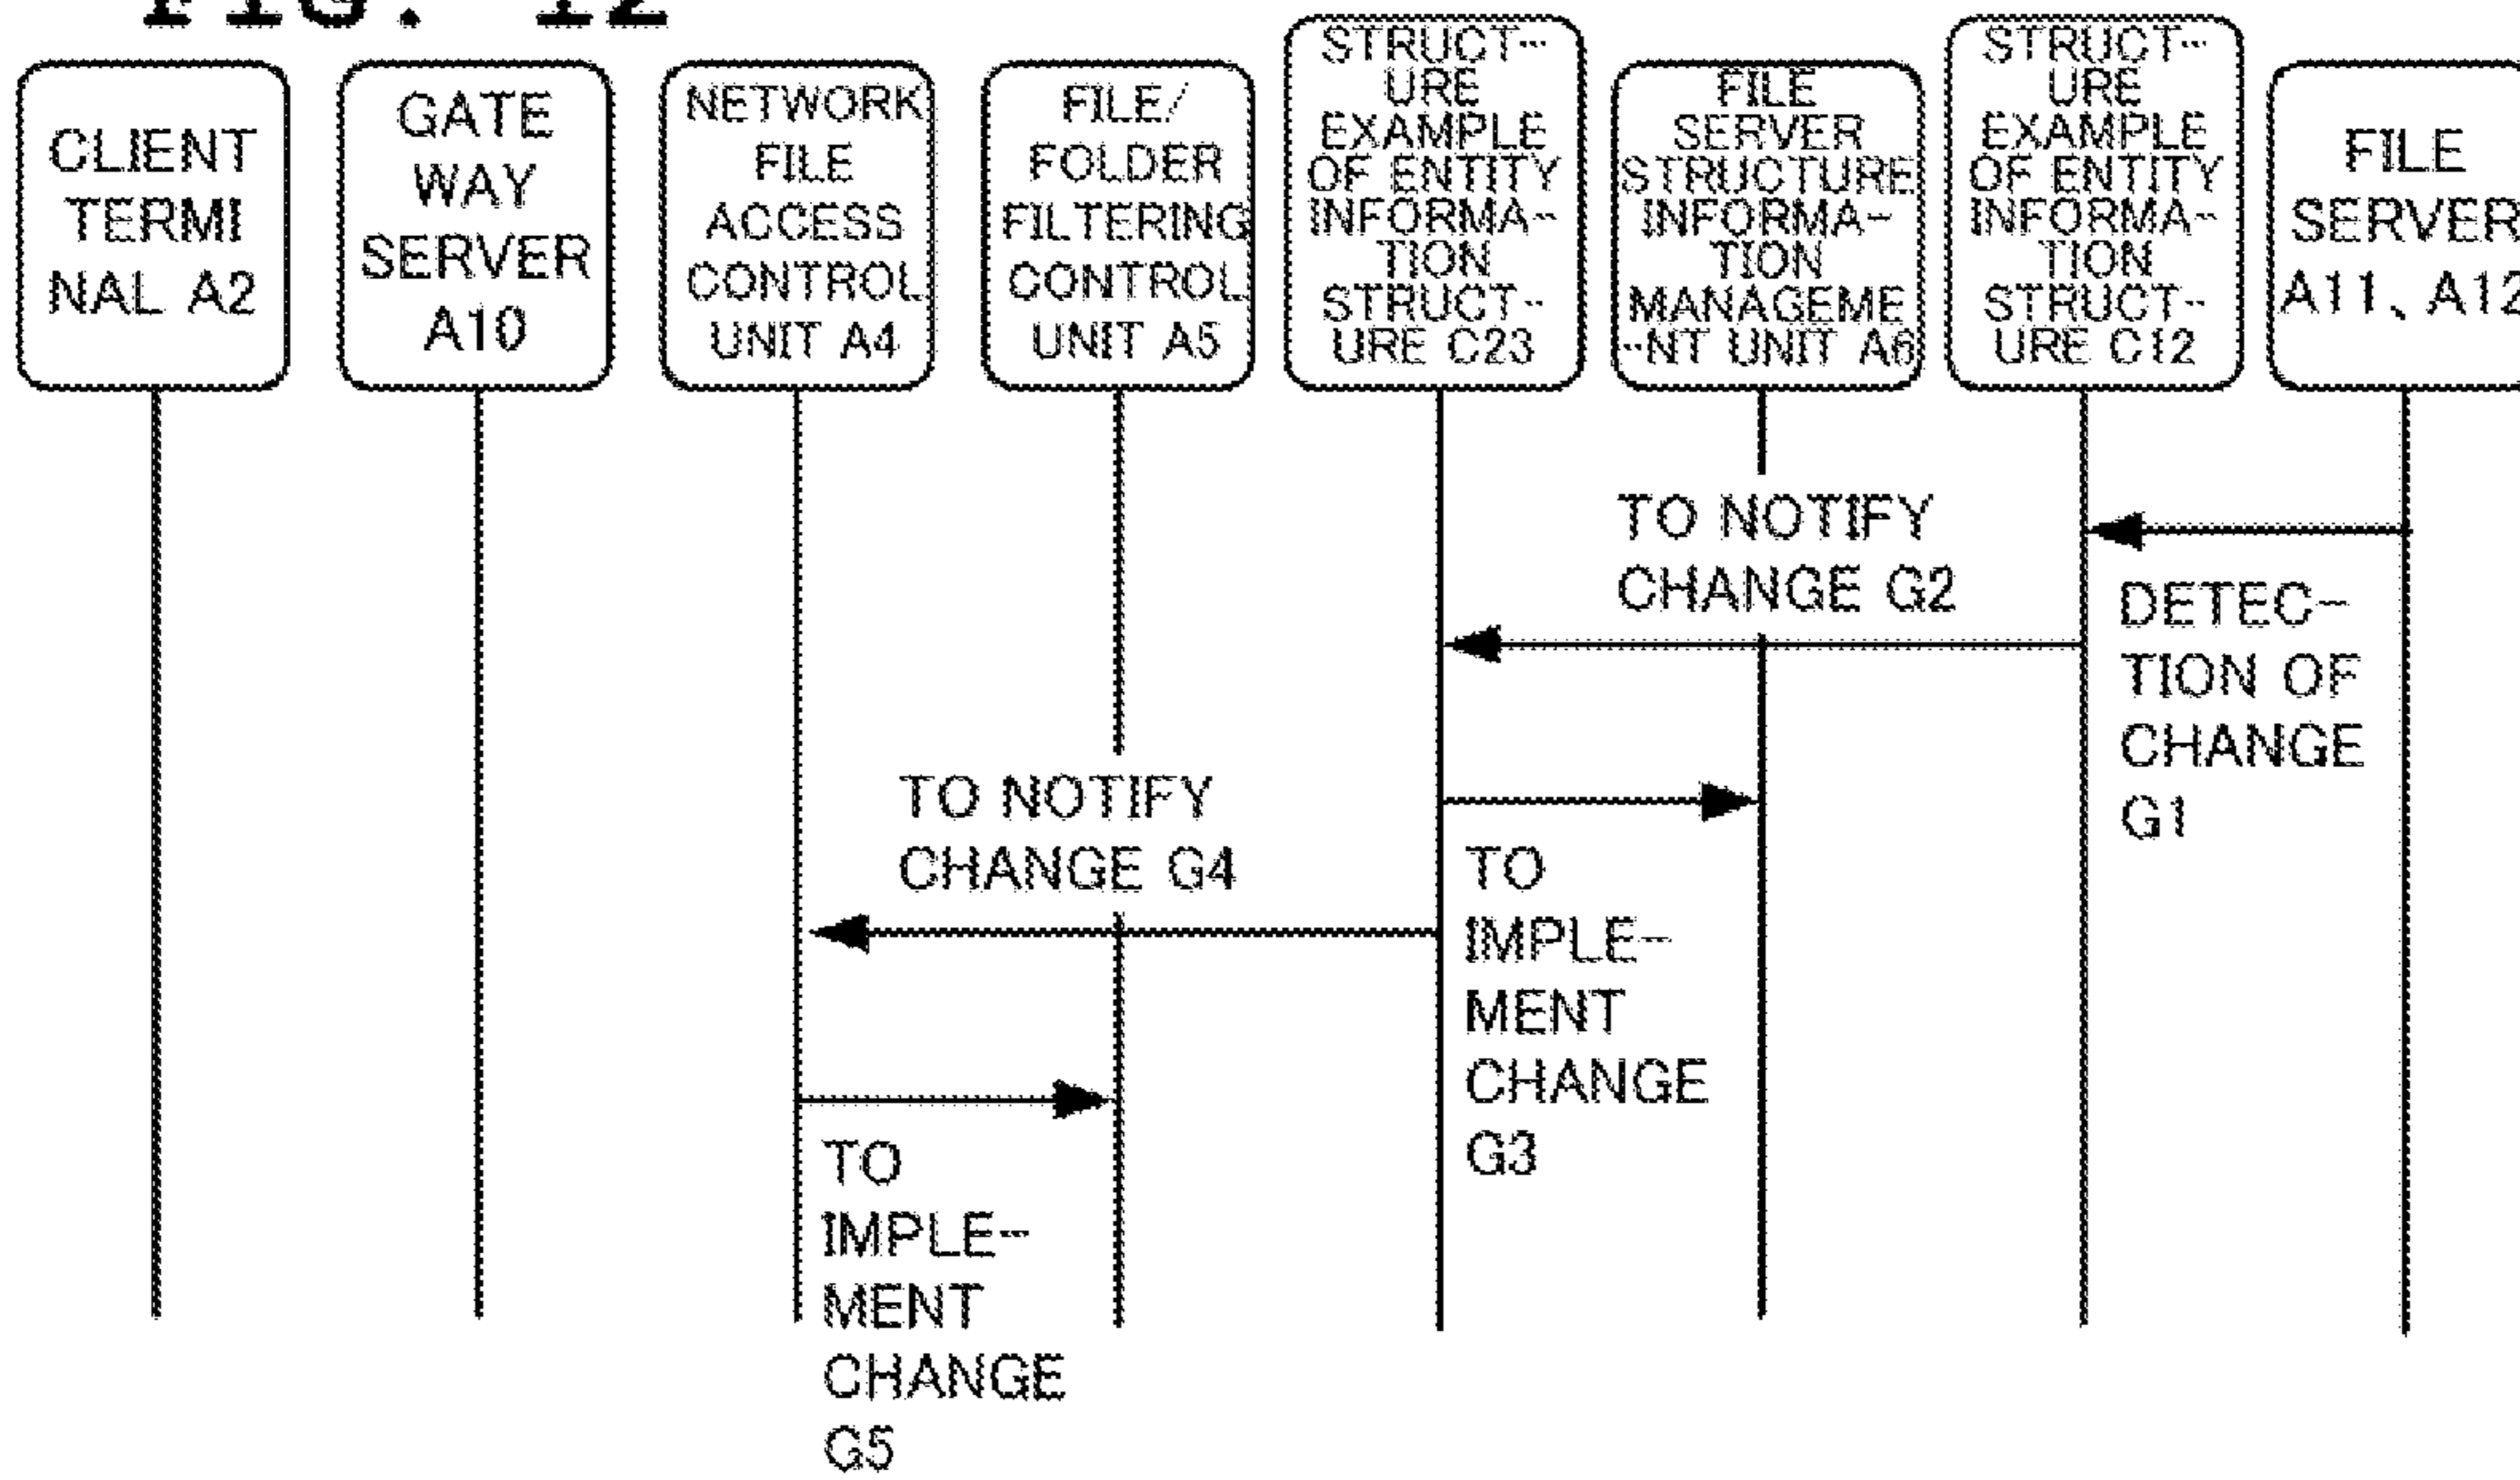 FIG. 12
CLIENT
TERMI
NAL A2
GATE
WAY
SERVER
A10
NETWORK
FILE
ACCESS
CONTROL
UNIT A4
FILE/
FOLDER
FILTERING
CONTROL
UNIT A5
STRUCT-
URE
EXAMPLE
OF ENTITY
INFORMA-
TION
STRUCT-
URE C23
FILE
SERVER
STRUCTURE
INFORMA-
TION
MANAGEME
-NT UNIT A6
STRUCT-
URE
EXAMPLE
OF ENTITY
INFORMA-
TION
STRUCT-
URE C12
FILE
SERVER
A11、A12
TO NOTIFY
CHANGE G2
DETEC-
TION OF
CHANGE
G1
TO NOTIFY
CHANGE G4
TO
IMPLE-
MENT
CHANGE
G3
TO
IMPLE-
MENT
CHANGE
G5